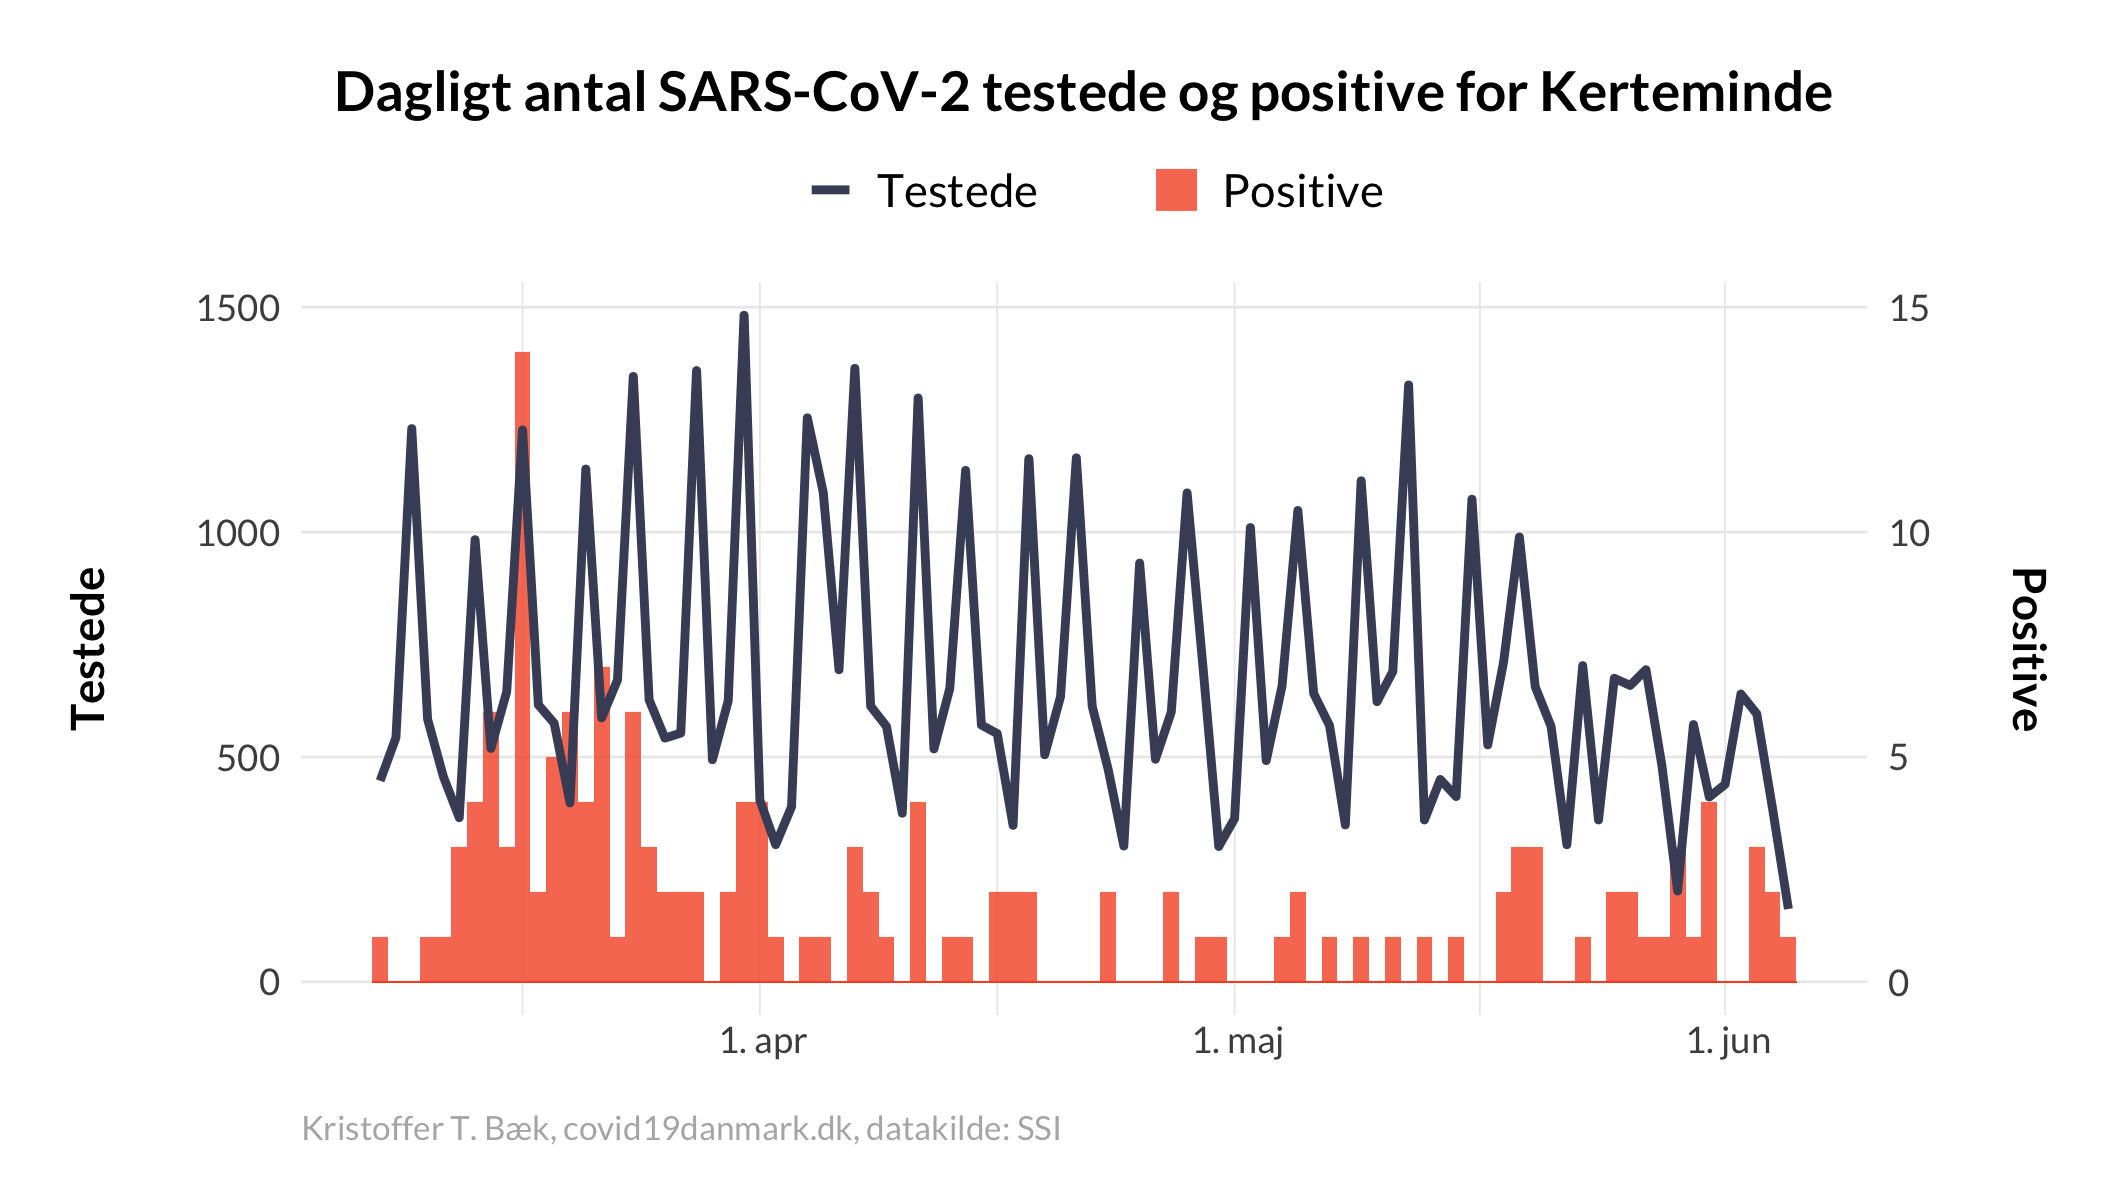 Dagligt antal SARS-CoV-2 testede og positive for Kerteminde
Testede Positive
1500 15
1000 10
Testede
Positive
500 5
0 0
1. apr 1. maj 1. jun
Kristoffer T. Bæk, covid19danmark.dk, datakilde: SSI